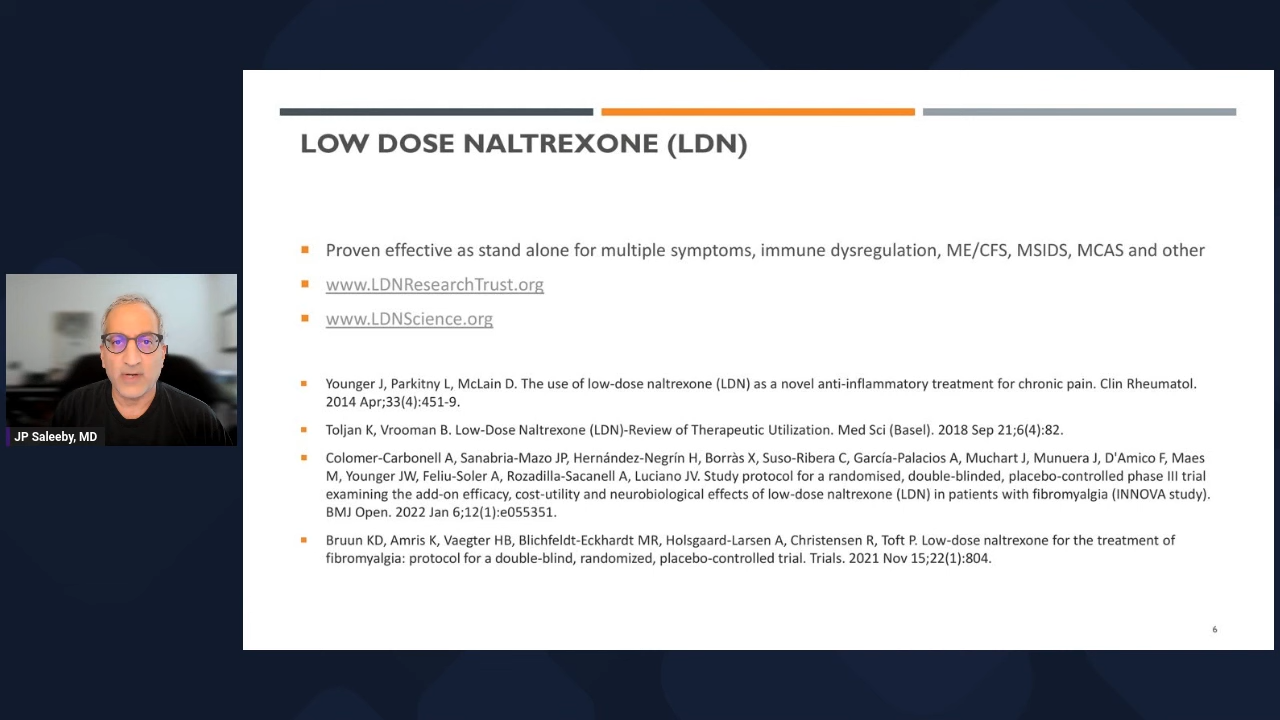 LOW DOSE NALTREXONE (LDN)
Proven effective as stand alone for multiple symptoms, immune dysregulation, ME/CFS, MSIDS, MCAS and other
www.LDNResearchTrust.org
www.LDNScience.org
Younger J, Parkitny L, McLain D. The use of low-dose naltrexone (LDN) as a novel anti-inflammatory treatment for chronic pain. Clin Rheumatol.
2014 Apr;33(4):451-9.
Toljan K, Vrooman B. Low-Dose Naltrexone (LDN)-Review of Therapeutic Utilization. Med Sci (Basel). 2018 Sep 21;6(4):82.
Colomer-Carbonell A, Sanabria-Mazo JP, Hernández-Negrín H, Borràs X, Suso-Ribera C, García-Palacios A, Muchart J, Munuera J, D'Amico F, Maes
M, Younger JW, Feliu-Soler A, Rozadilla-Sacanell A, Luciano JV. Study protocol for a randomised, double-blinded, placebo-controlled phase III trial
examining the add-on efficacy, cost-utility and neurobiological effects of low-dose naltrexone (LDN) in patients with fibromyalgia (INNOVA study).
BMJ Open. 2022 Jan 6;12(1):e055351.
Bruun KD, Amris K, Vaegter HB, Blichfeldt-Eckhardt MR, Holsgaard-Larsen A, Christensen R, Toft P. Low-dose naltrexone for the treatment of
fibromyalgia: protocol for a double-blind, randomized, placebo-controlled trial. Trials. 2021 Nov 15;22(1):804.
6
JP Saleeby, MD